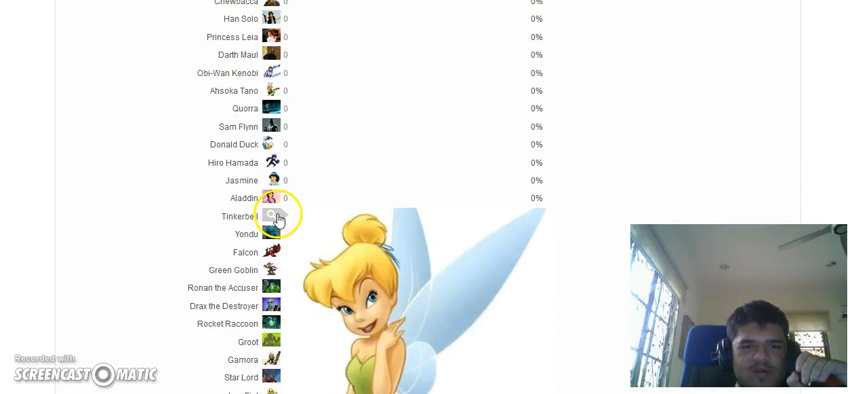 Chewbacca 0 0%
Han Solo 0 0%
Princess Leia 0 0%
Darth Maul 0 0%
Obi-Wan Kenobi 0 0%
Ahsoka Tano 0 0%
Quorra 0 0%
Sam Flynn 0 0%
Donald Duck 0 0%
Hiro Hamada 0 0%
Jasmine 0 0%
Aladdin 0 0%
Tinkerbell
Yondu
Falcon
Green Goblin
Ronan the Accuser
Drax the Destroyer
Rocket Raccoon
Groot
Gamora
Star Lord
Recorded with
SCREENCAST-O-MATIC